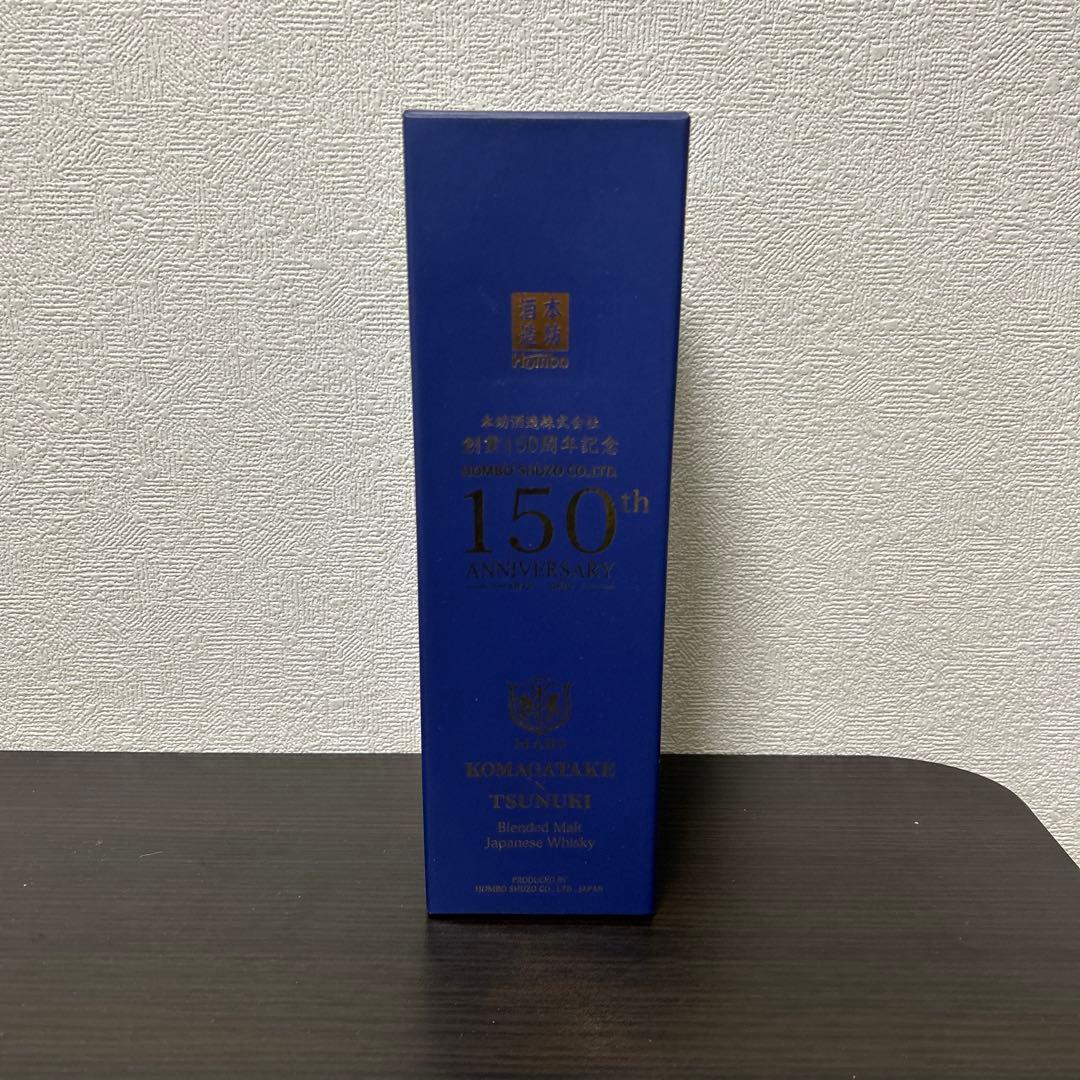 本坊
酒造
Hombo
本坊酒造株式会社
創業150周年記念
HOMBO SHUZO CO.,LTD.
150th
ANNIVERSARY
MARS
KOMAGATAKE
×
TSUNUKI
Blended Malt
Japanese Whisky
PRODUCED BY
HOMBO SHUZO CO., LTD., JAPAN